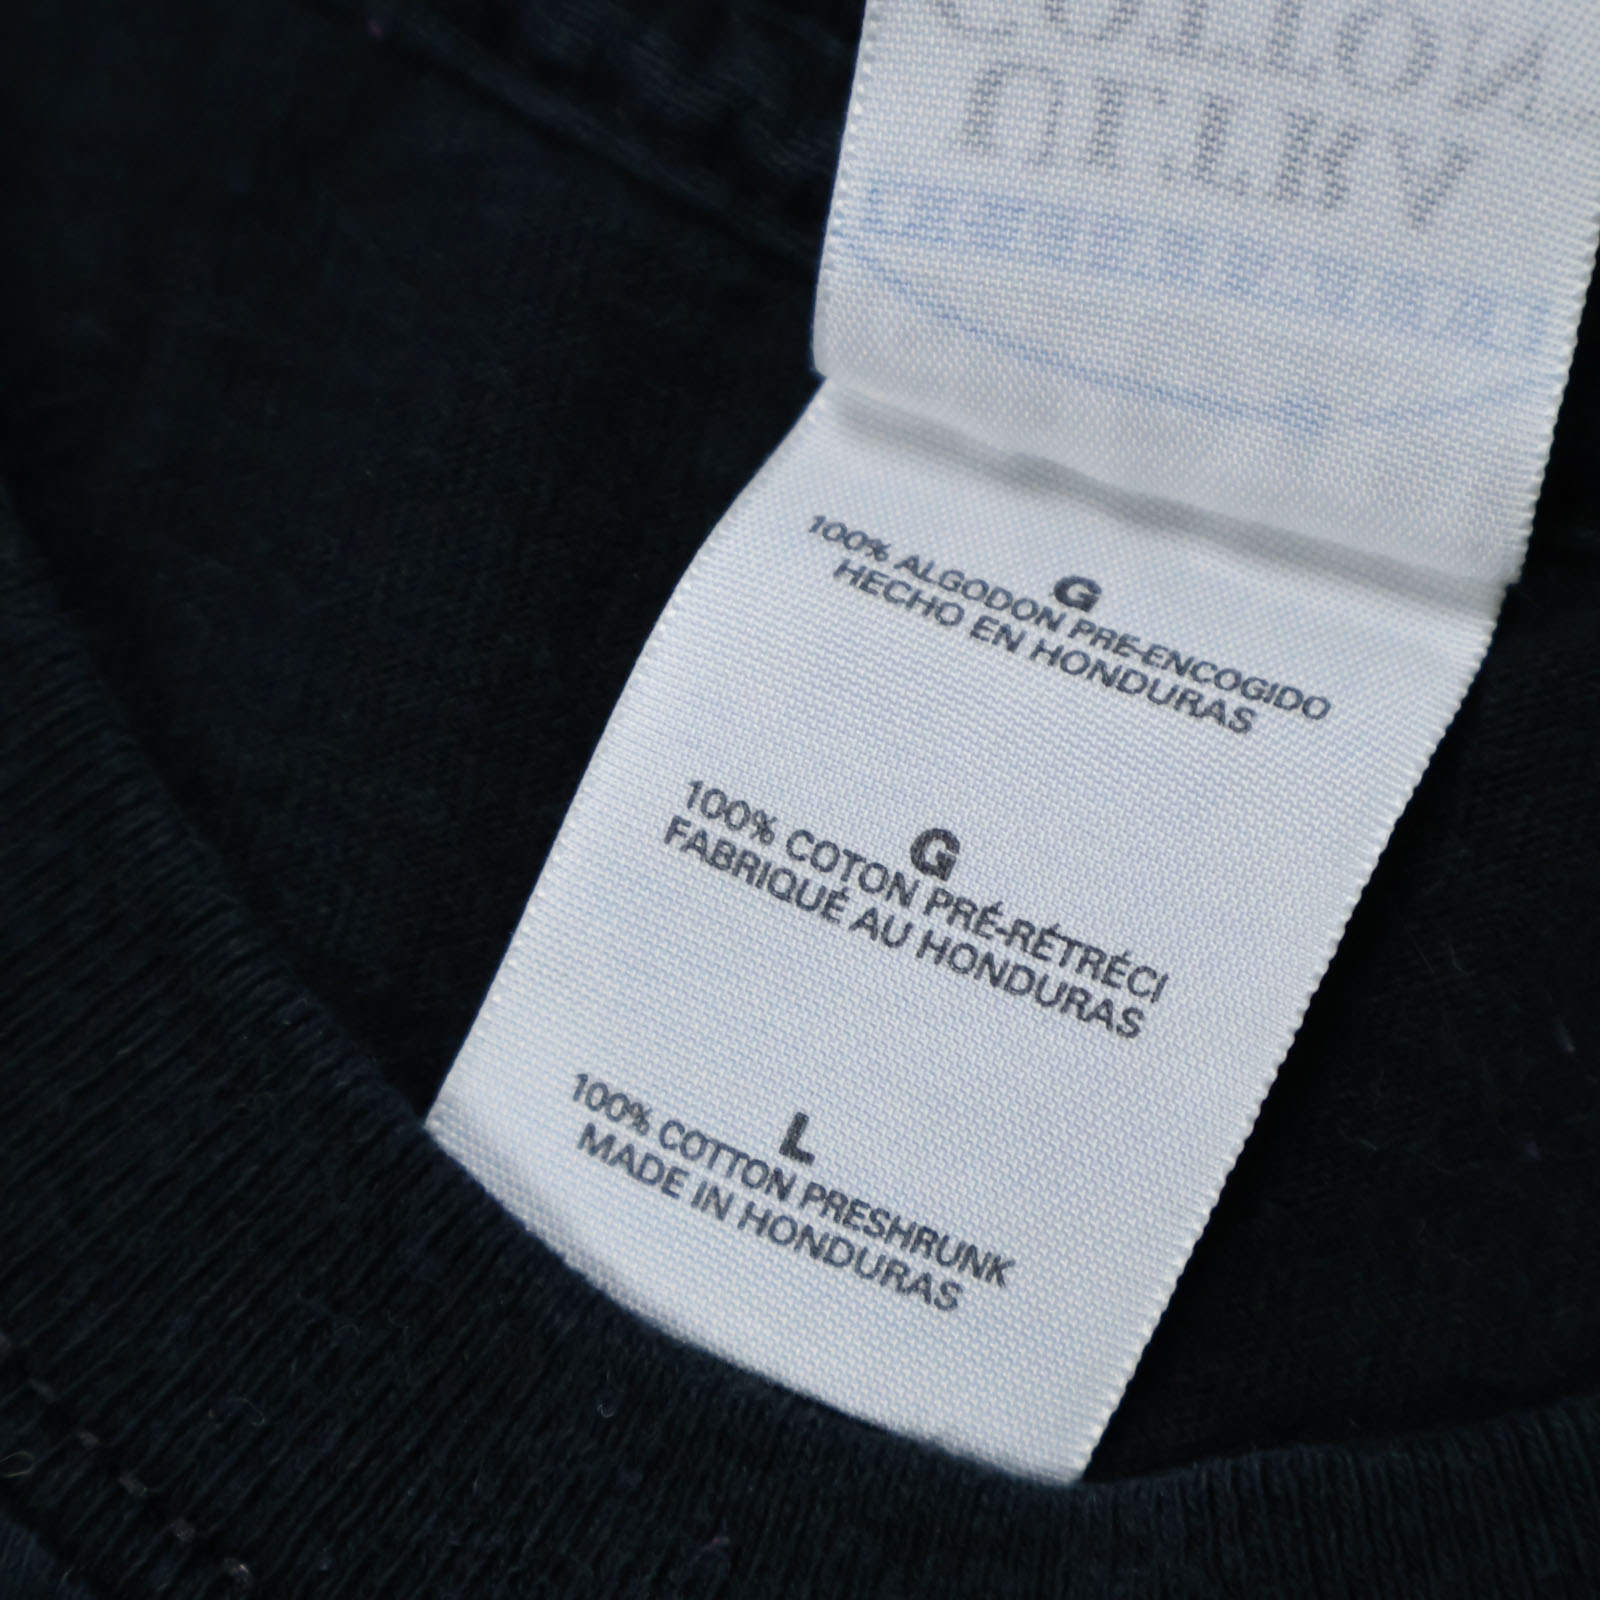 G
100% ALGODON PRE-ENCOGIDO
HECHO EN HONDURAS
G
100% COTON PRÉ-RÉTRÉCI
FABRIQUÉ AU HONDURAS
L
100% COTTON PRESHRUNK
MADE IN HONDURAS